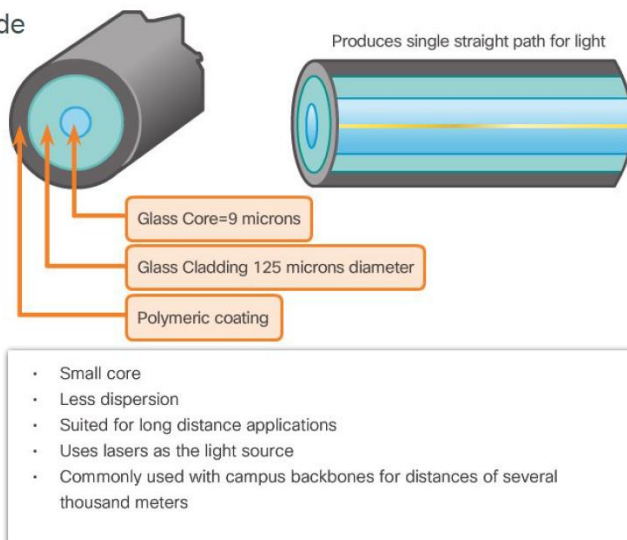 de
Produces single straight path for light
Glass Core=9 microns
Glass Cladding 125 microns diameter
Polymeric coating
· Small core
· Less dispersion
· Suited for long distance applications
· Uses lasers as the light source
· Commonly used with campus backbones for distances of several
thousand meters